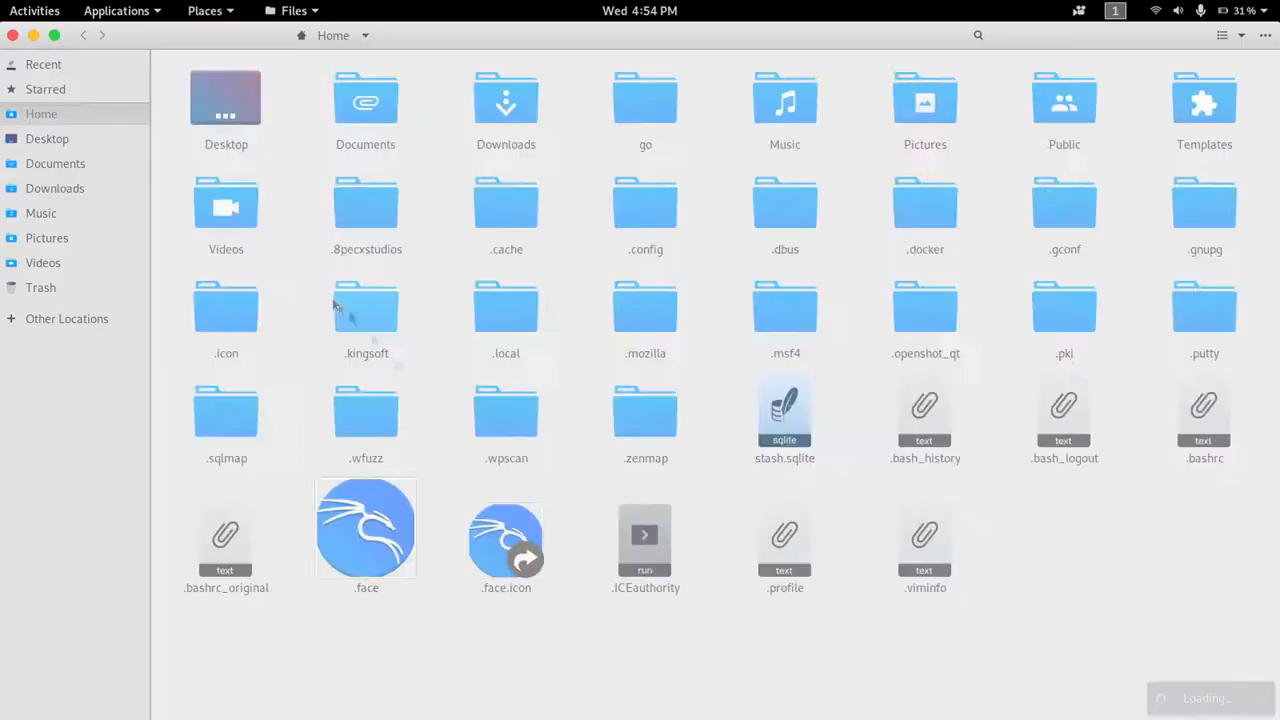 Activities Applications Places Files Wed 4:54 PM 1 31%
Home
Recent
Starred
Home
Desktop
Documents
Downloads
Music
Pictures
Videos
Trash
Other Locations
Desktop Documents Downloads go Music Pictures Public Templates
Videos .8pecxstudios .cache .config .dbus .docker .gconf .gnupg
.icon .kingsoft .local .mozilla .msf4 .openshot_qt .pki .putty
sqlite text text text
.sqlmap .wfuzz .wpscan .zenmap stash.sqlite .bash_history .bash_logout .bashrc
text run text text
.bashrc_original .face .face.icon .ICEauthority .profile .viminfo
Loading...